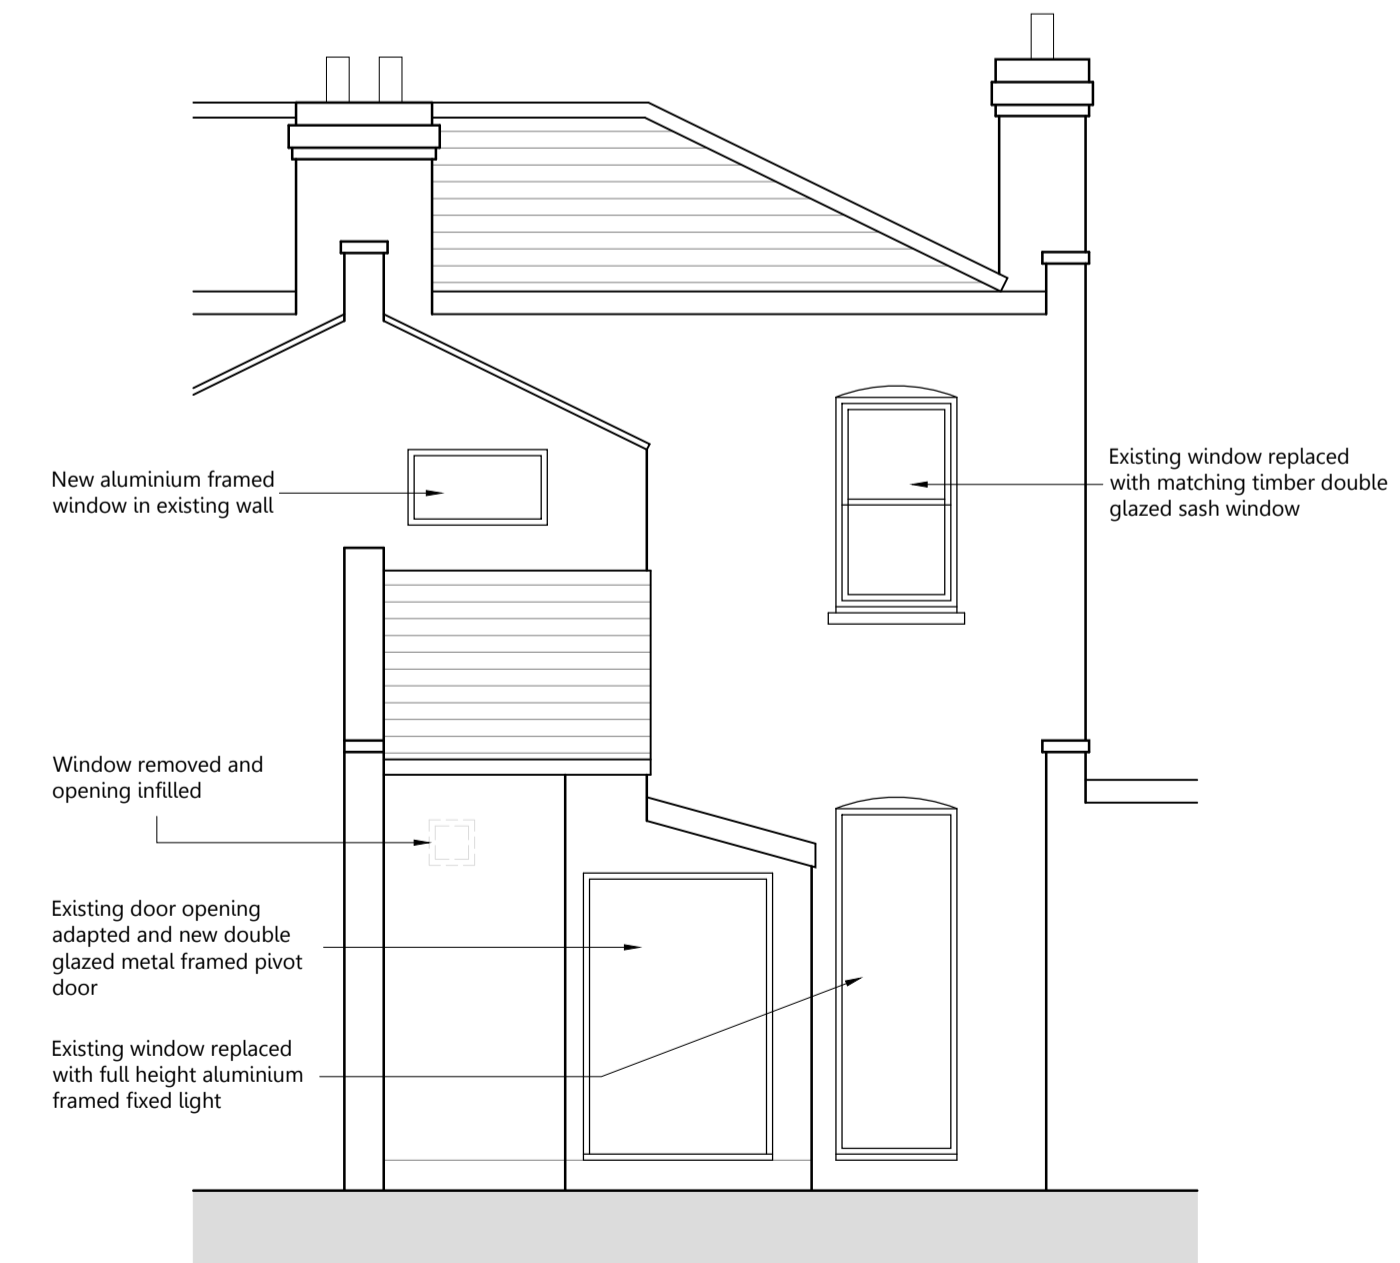 New aluminium framed
window in existing wall
Existing window replaced
with matching timber double
glazed sash window
Window removed and
opening infilled
Existing door opening
adapted and new double
glazed metal framed pivot
door
Existing window replaced
with full height aluminium
framed fixed light